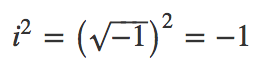 i² = (√−1)² = −1